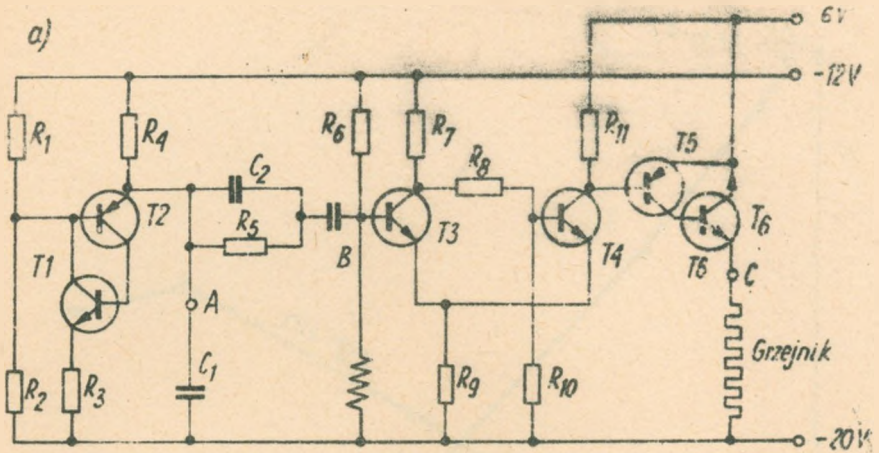 a)
6V
-12V
R1
R4
R6
R7
R11
C2
R8
T5
T2
R5
T3
T1
B
T4
T6
T6
A
C
C1
R2
R3
R9
R10
Grzejnik
-20V